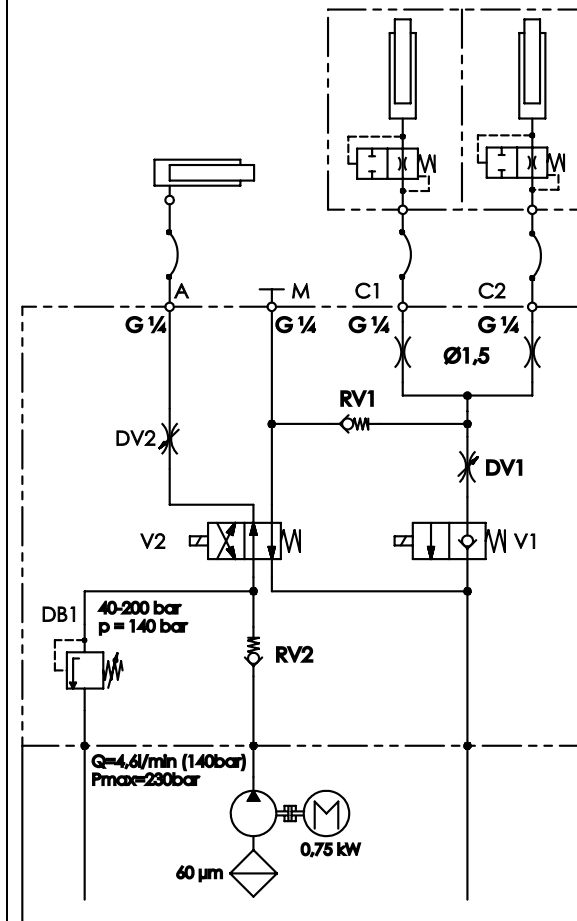 A
M
C1
C2
G ¼
G ¼
G ¼
G ¼
Ø1,5
RV1
DV2
DV1
V2
V1
DB1
40-200 bar
p = 140 bar
RV2
Q=4,6l/min (140bar)
Pmax=230bar
M
0,75 kW
60 µm